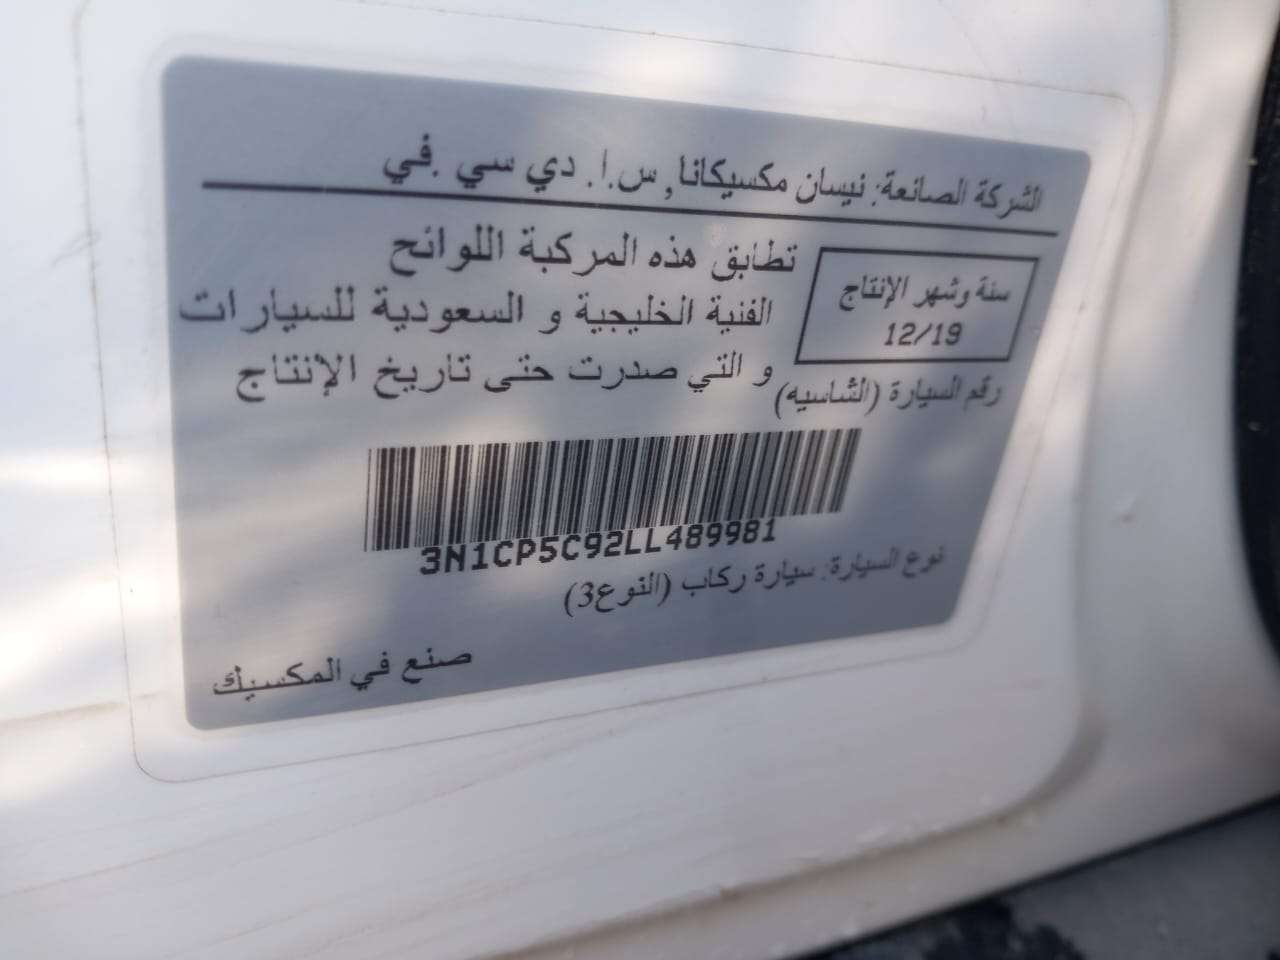 الشركة الصانعة: نيسان مكسيكانا, س.ا. دي سي .في
سنة وشهر الإنتاج
12/19
تطابق هذه المركبة اللوائح
الفنية الخليجية و السعودية للسيارات
و التي صدرت حتى تاريخ الإنتاج
رقم السيارة (الشاسيه)
3N1CP5C92LL489981
نوع السيارة: سيارة ركاب (النوع3)
صنع في المكسيك